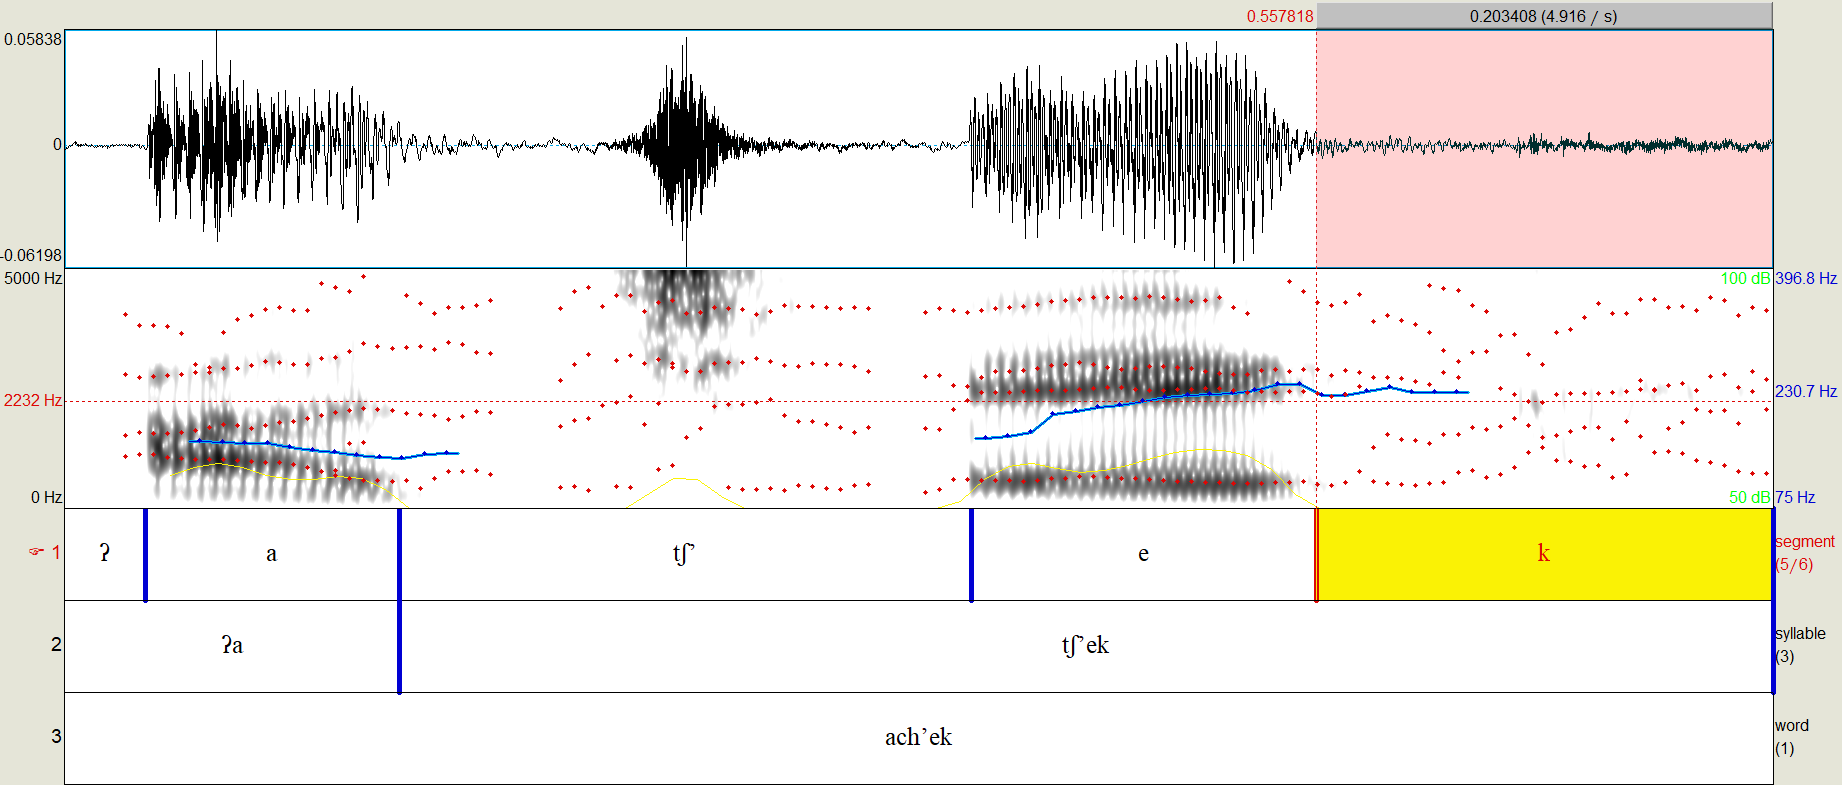 0.557818 0.203408 (4.916 / s)
0.05838
0
-0.06198
5000 Hz 100 dB 396.8 Hz
2232 Hz 230.7 Hz
0 Hz 50 dB 75 Hz
☞ 1 ʔ a tʃʼ e k segment
(5/6)
2 ʔa tʃʼek syllable
(3)
3 ach’ek word
(1)